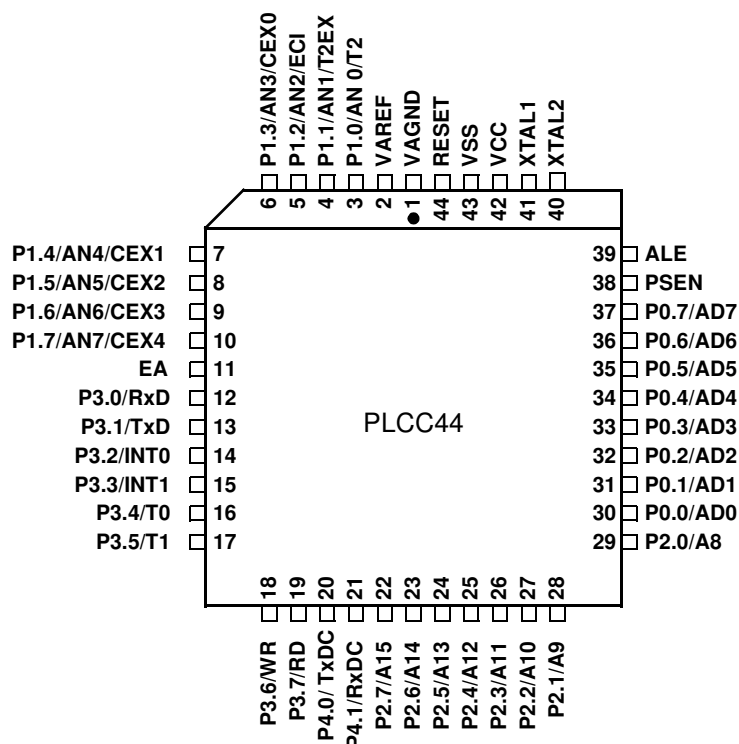 P1.3/AN3/CEX0
P1.2/AN2/ECI
P1.1/AN1/T2EX
P1.0/AN 0/T2
VAREF
VAGND
RESET
VSS
VCC
XTAL1
XTAL2
6 5 4 3 2 1 44 43 42 41 40
P1.4/AN4/CEX1 7
P1.5/AN5/CEX2 8
P1.6/AN6/CEX3 9
P1.7/AN7/CEX4 10
EA 11
P3.0/RxD 12
P3.1/TxD 13
P3.2/INT0 14
P3.3/INT1 15
P3.4/T0 16
P3.5/T1 17
PLCC44
39 ALE
38 PSEN
37 P0.7/AD7
36 P0.6/AD6
35 P0.5/AD5
34 P0.4/AD4
33 P0.3/AD3
32 P0.2/AD2
31 P0.1/AD1
30 P0.0/AD0
29 P2.0/A8
18 19 20 21 22 23 24 25 26 27 28
P3.6/WR
P3.7/RD
P4.0/ TxDC
P4.1/RxDC
P2.7/A15
P2.6/A14
P2.5/A13
P2.4/A12
P2.3/A11
P2.2/A10
P2.1/A9